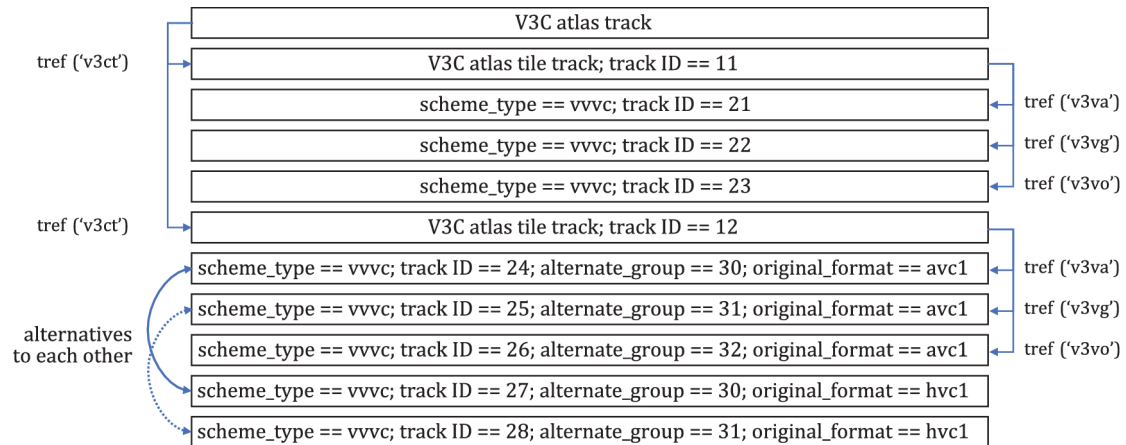 V3C atlas track
tref (‘v3ct’)
V3C atlas tile track; track ID == 11
scheme_type == vvvc; track ID == 21
tref (‘v3va’)
scheme_type == vvvc; track ID == 22
tref (‘v3vg’)
scheme_type == vvvc; track ID == 23
tref (‘v3vo’)
tref (‘v3ct’)
V3C atlas tile track; track ID == 12
scheme_type == vvvc; track ID == 24; alternate_group == 30; original_format == avc1
tref (‘v3va’)
scheme_type == vvvc; track ID == 25; alternate_group == 31; original_format == avc1
tref (‘v3vg’)
alternatives
to each other
scheme_type == vvvc; track ID == 26; alternate_group == 32; original_format == avc1
tref (‘v3vo’)
scheme_type == vvvc; track ID == 27; alternate_group == 30; original_format == hvc1
scheme_type == vvvc; track ID == 28; alternate_group == 31; original_format == hvc1